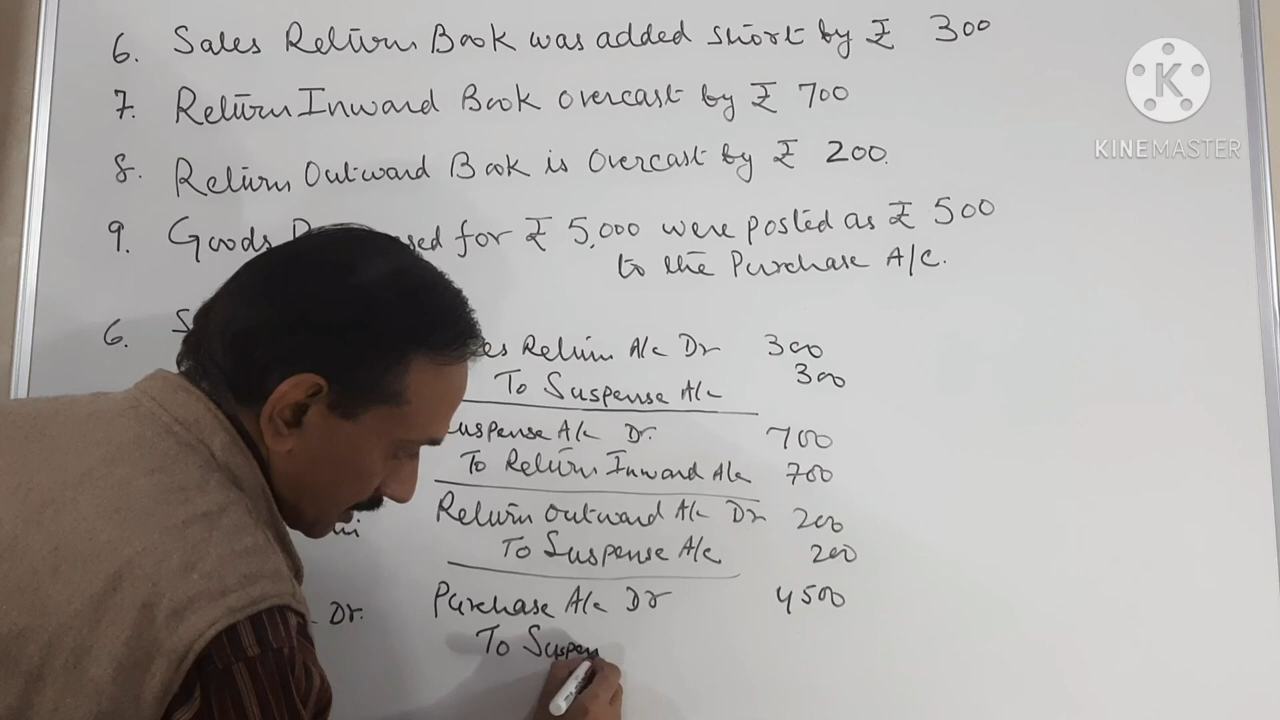 6. Sales Return Book was added short by ₹ 300
7. Return Inward Book overcast by ₹ 700
8. Return Outward Book is Overcast by ₹ 200.
9. Goods for ₹ 5,000 were posted as ₹ 500
to the Purchase A/c.
6. Return A/c Dr 300
To Suspense A/c 300
Suspense A/c Dr. 700
To Return Inward A/c 700
Return Outward A/c Dr 200
To Suspense A/c 200
Dr. Purchase A/c Dr 4500
To Suspen
K
KINEMASTER